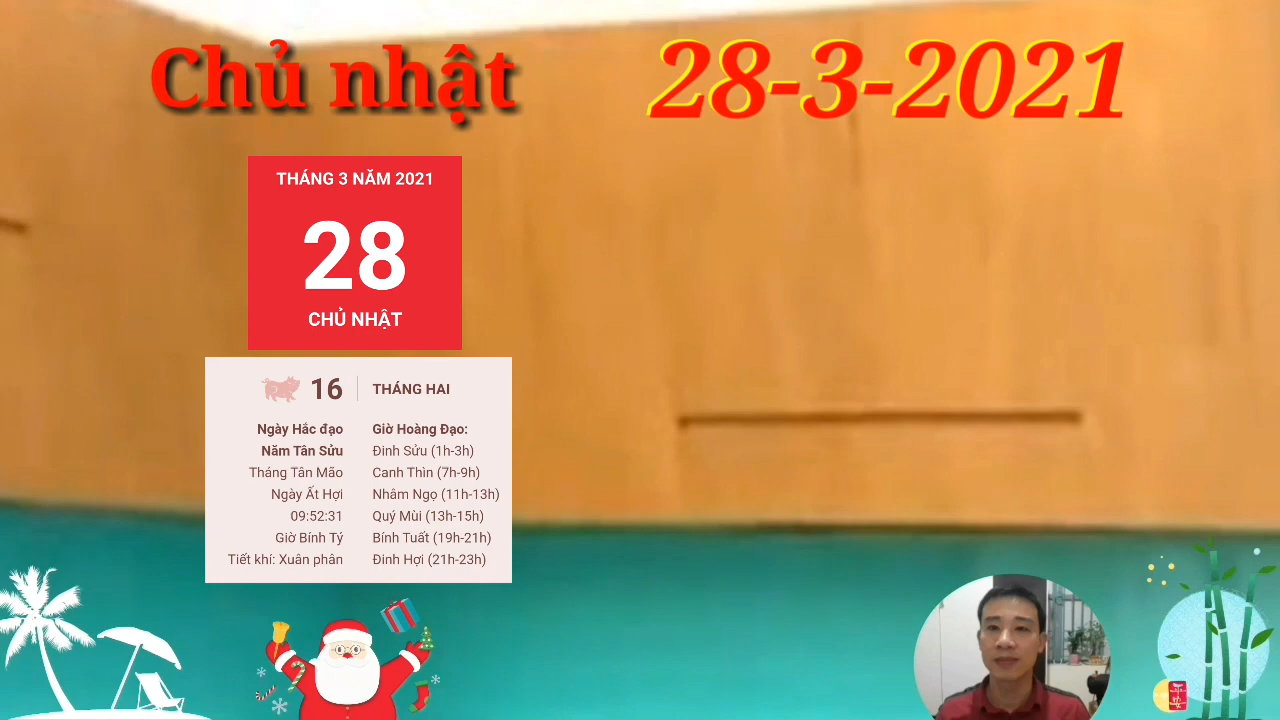 Chủ nhật 28-3-2021
THÁNG 3 NĂM 2021
28
CHỦ NHẬT
16 THÁNG HAI
Ngày Hắc đạo Giờ Hoàng Đạo:
Năm Tân Sửu Đinh Sửu (1h-3h)
Tháng Tân Mão Canh Thìn (7h-9h)
Ngày Ất Hợi Nhâm Ngọ (11h-13h)
09:52:31 Quý Mùi (13h-15h)
Giờ Bính Tý Bính Tuất (19h-21h)
Tiết khí: Xuân phân Đinh Hợi (21h-23h)